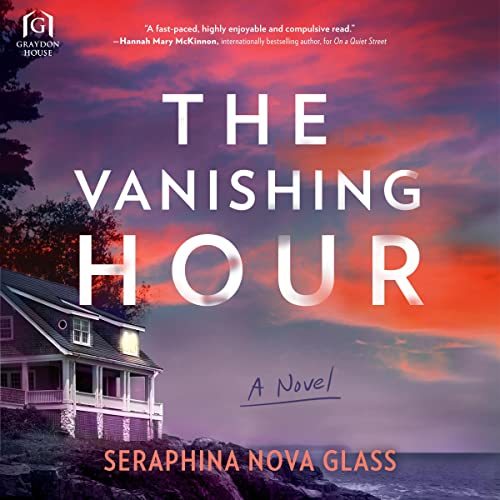 G
GRAYDON
HOUSE
"A fast-paced, highly enjoyable and compulsive read."
—Hannah Mary McKinnon, internationally bestselling author, for On a Quiet Street
THE
VANISHING
HOUR
A Novel
SERAPHINA NOVA GLASS